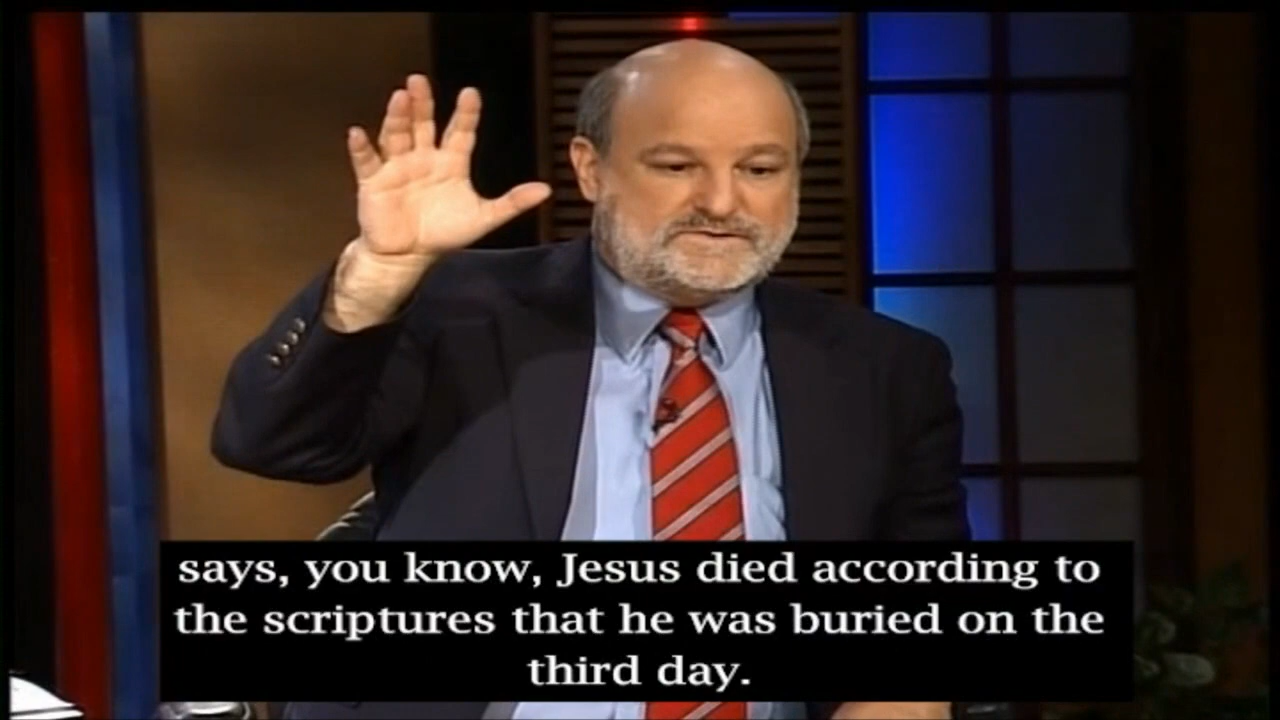 says, you know, Jesus died according to
the scriptures that he was buried on the
third day.